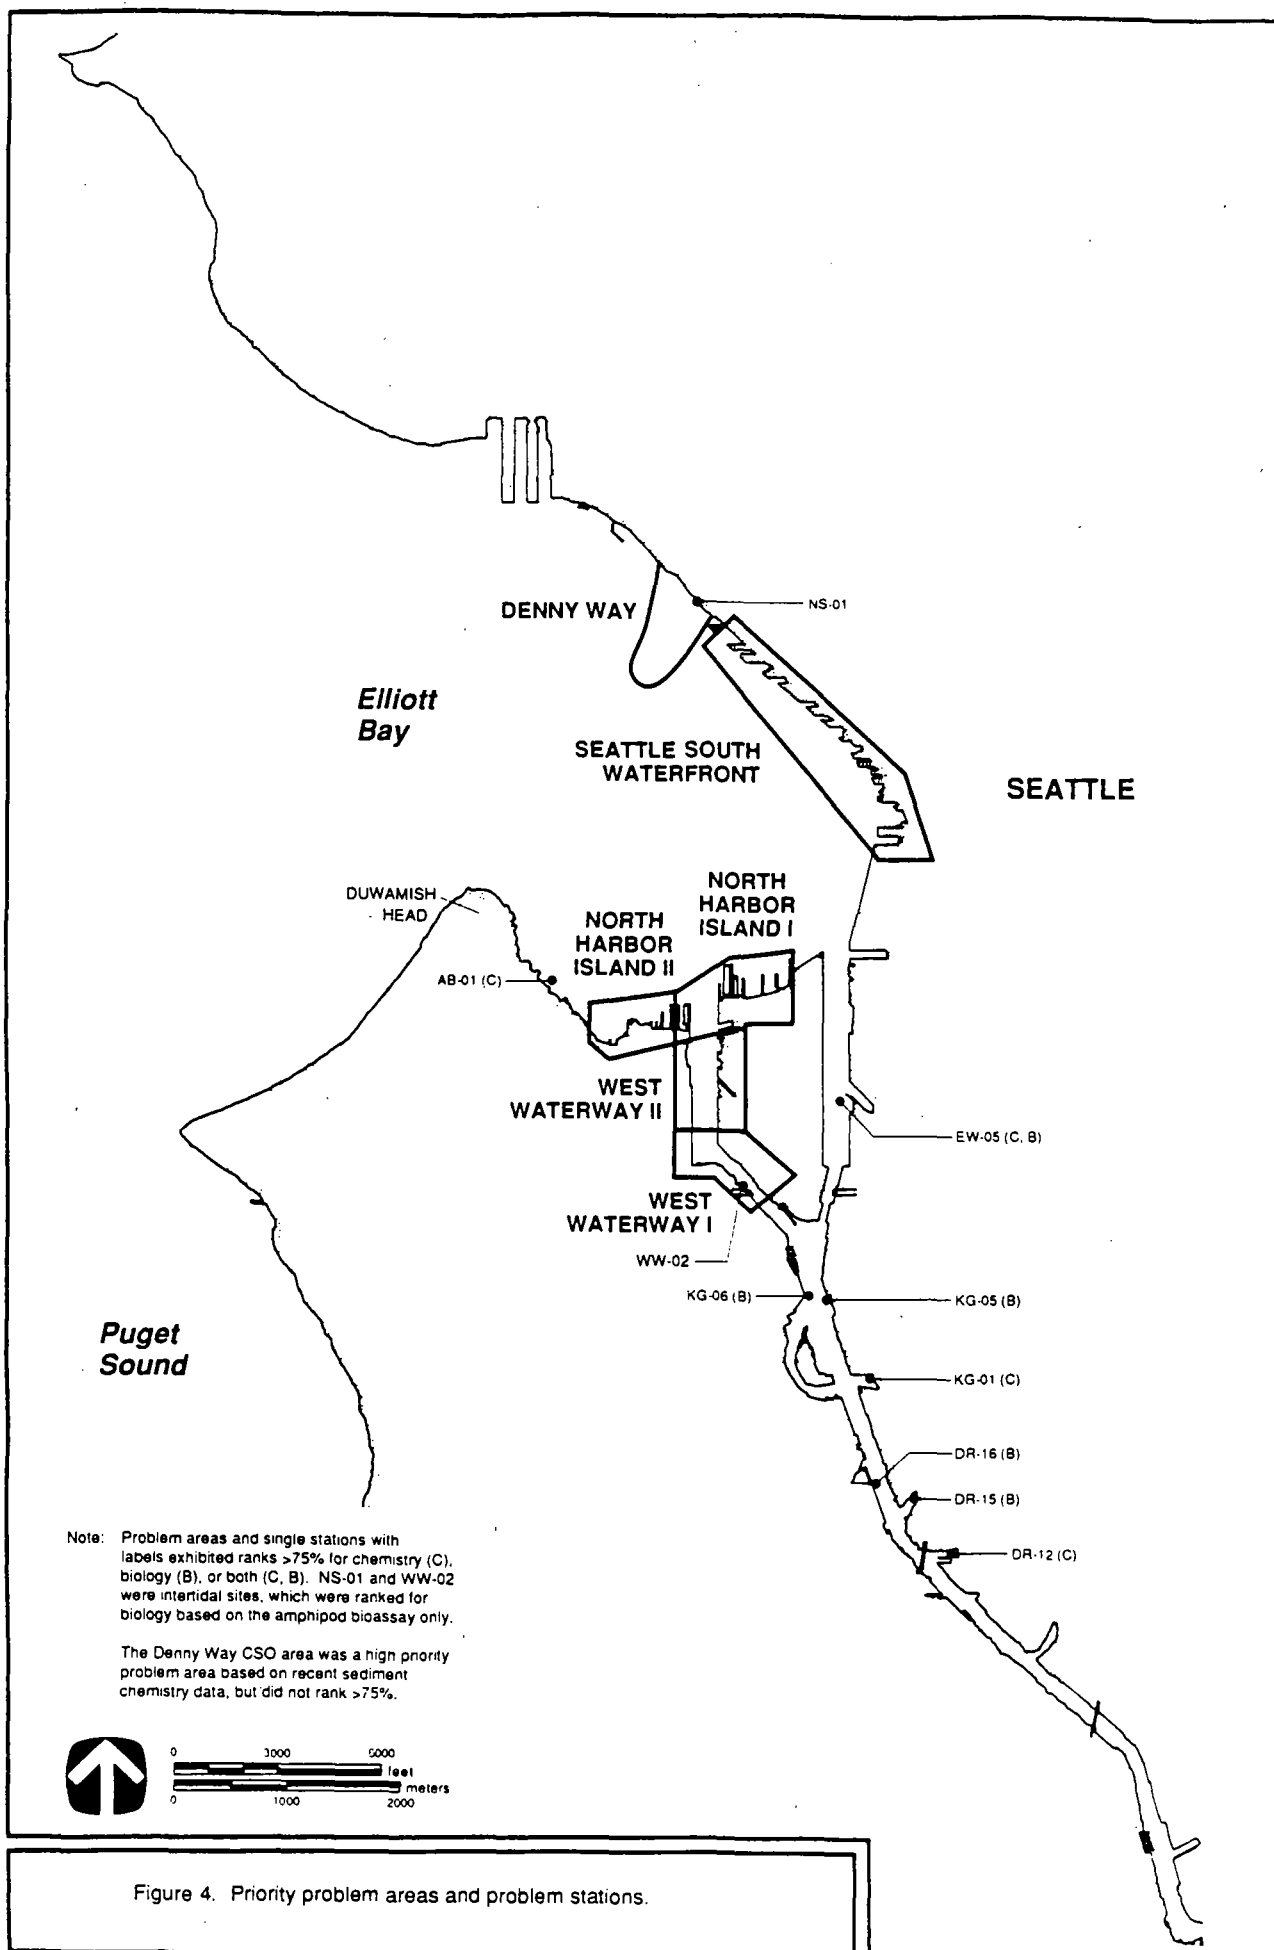 DENNY WAY
NS-01
Elliott
Bay
SEATTLE SOUTH
WATERFRONT
SEATTLE
DUWAMISH
HEAD
NORTH
HARBOR
ISLAND I
NORTH
HARBOR
ISLAND II
AB-01 (C)
WEST
WATERWAY II
EW-05 (C, B)
WEST
WATERWAY I
WW-02
KG-06 (B)
KG-05 (B)
Puget
Sound
KG-01 (C)
DR-16 (B)
DR-15 (B)
DR-12 (C)
Note: Problem areas and single stations with
labels exhibited ranks >75% for chemistry (C),
biology (B), or both (C, B). NS-01 and WW-02
were intertidal sites, which were ranked for
biology based on the amphipod bioassay only.
The Denny Way CSO area was a high priority
problem area based on recent sediment
chemistry data, but did not rank >75%.
0 3000 6000
feet
meters
0 1000 2000
Figure 4. Priority problem areas and problem stations.